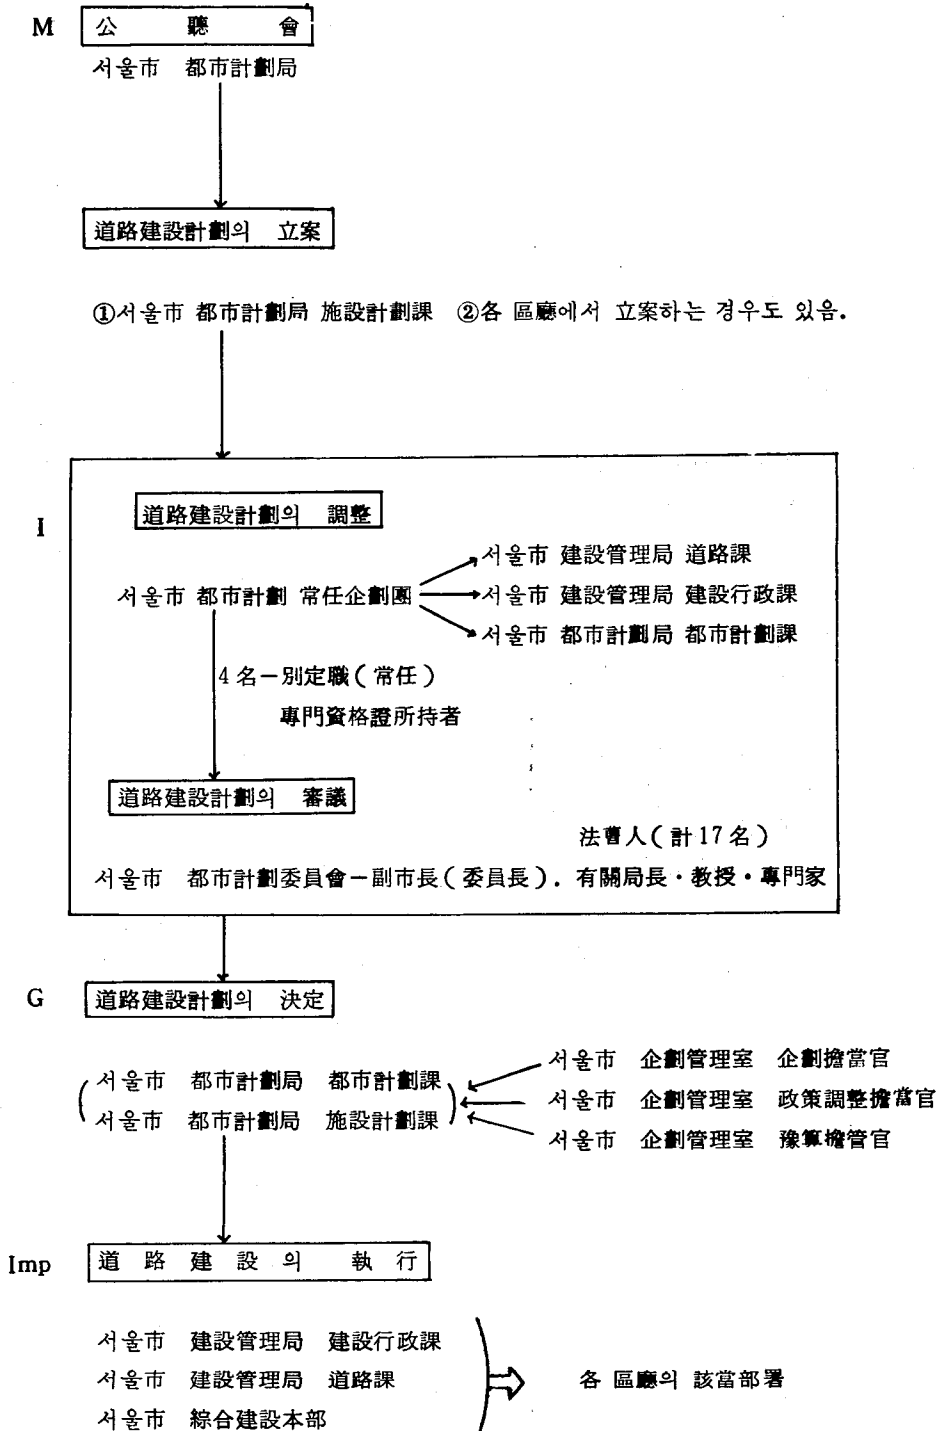 M 公 聽 會
서울市 都市計劃局
道路建設計劃의 立案
①서울市 都市計劃局 施設計劃課 ②各 區廳에서 立案하는 경우도 있음.
I 道路建設計劃의 調整
서울市 建設管理局 道路課
서울市 都市計劃 常任企劃團 서울市 建設管理局 建設行政課
서울市 都市計劃局 都市計劃課
4名－別定職(常任)
專門資格證所持者
道路建設計劃의 審議
法曹人(計17名)
서울市 都市計劃委員會－副市長(委員長). 有關局長·敎授·專門家
G 道路建設計劃의 決定
서울市 企劃管理室 企劃擔當官
(서울市 都市計劃局 都市計劃課
서울市 企劃管理室 政策調整擔當官
서울市 都市計劃局 施設計劃課)
서울市 企劃管理室 豫算擔管官
Imp 道 路 建 設 의 執 行
서울市 建設管理局 建設行政課
서울市 建設管理局 道路課 各 區廳의 該當部署
서울市 綜合建設本部